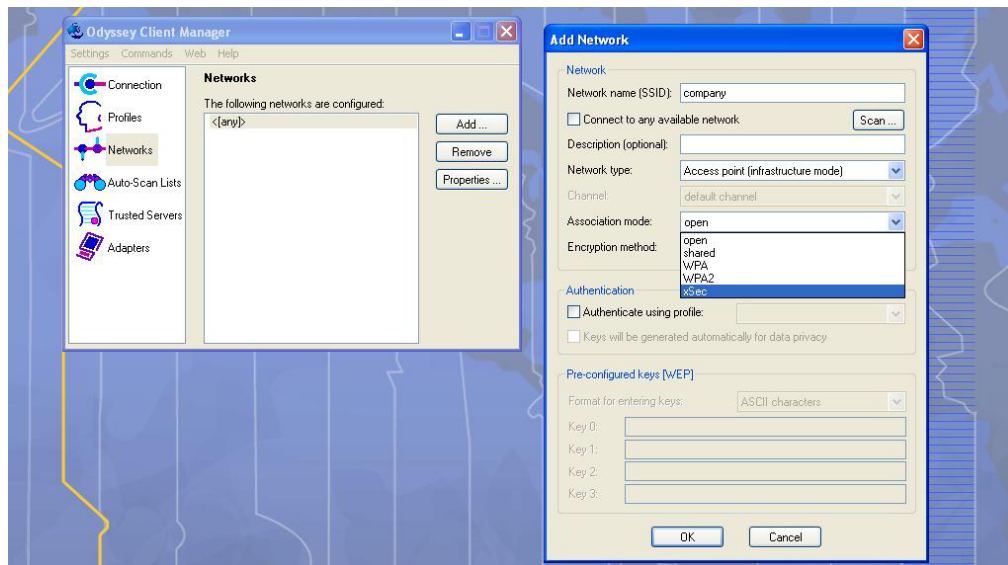 Odyssey Client Manager
Settings Commands Web Help
Connection
Profiles
Networks
Auto-Scan Lists
Trusted Servers
Adapters
Networks
The following networks are configured:
<[any]>
Add ...
Remove
Properties ...
Add Network
Network
Network name (SSID): company
Connect to any available network Scan ...
Description (optional):
Network type: Access point (infrastructure mode)
Channel: default channel
Association mode: open
Encryption method: open
shared
WPA
WPA2
xSec
Authentication
Authenticate using profile:
Keys will be generated automatically for data privacy
Pre-configured keys [WEP]
Format for entering keys: ASCII characters
Key 0:
Key 1:
Key 2:
Key 3:
OK Cancel